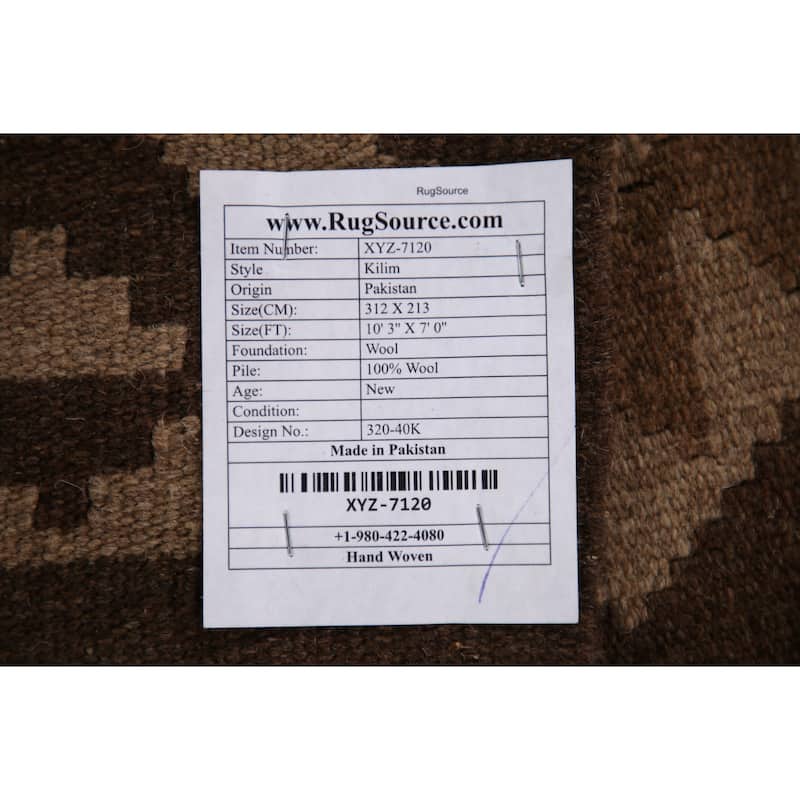 RugSource
www.RugSource.com
Item Number: XYZ-7120
Style Kilim
Origin Pakistan
Size(CM): 312 X 213
Size(FT): 10' 3" X 7' 0"
Foundation: Wool
Pile: 100% Wool
Age: New
Condition:
Design No.: 320-40K
Made in Pakistan
XYZ-7120
+1-980-422-4080
Hand Woven